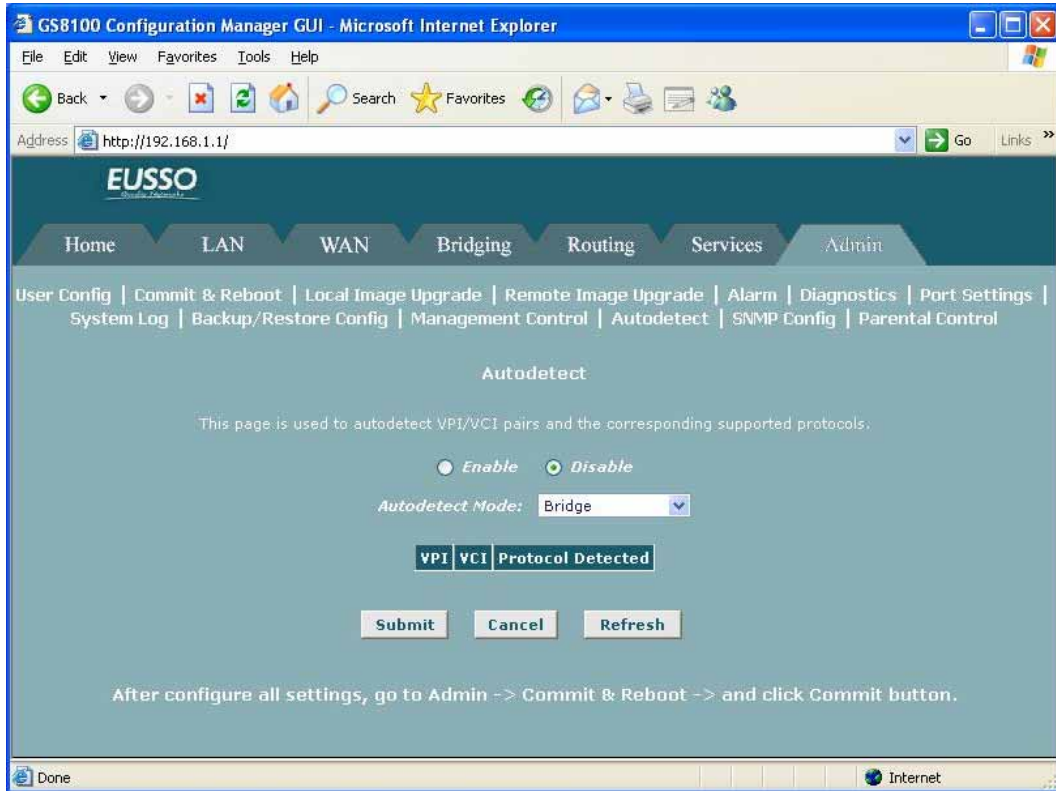 GS8100 Configuration Manager GUI - Microsoft Internet Explorer
File Edit View Favorites Tools Help
Back Search Favorites
Address http://192.168.1.1/ Go Links »
EUSSO
Home LAN WAN Bridging Routing Services Admin
User Config | Commit & Reboot | Local Image Upgrade | Remote Image Upgrade | Alarm | Diagnostics | Port Settings |
System Log | Backup/Restore Config | Management Control | Autodetect | SNMP Config | Parental Control
Autodetect
This page is used to autodetect VPI/VCI pairs and the corresponding supported protocols.
Enable Disable
Autodetect Mode: Bridge
VPI VCI Protocol Detected
Submit Cancel Refresh
After configure all settings, go to Admin -> Commit & Reboot -> and click Commit button.
Done Internet